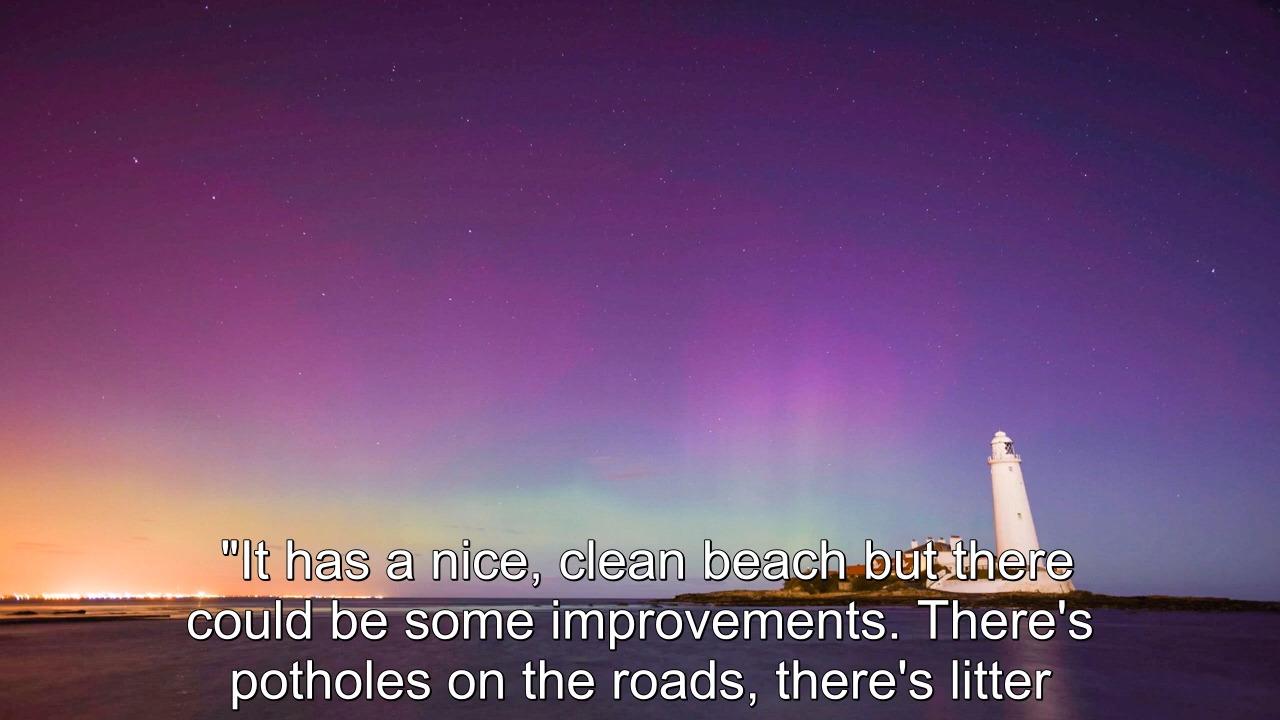 "It has a nice, clean beach but there
could be some improvements. There's
potholes on the roads, there's litter